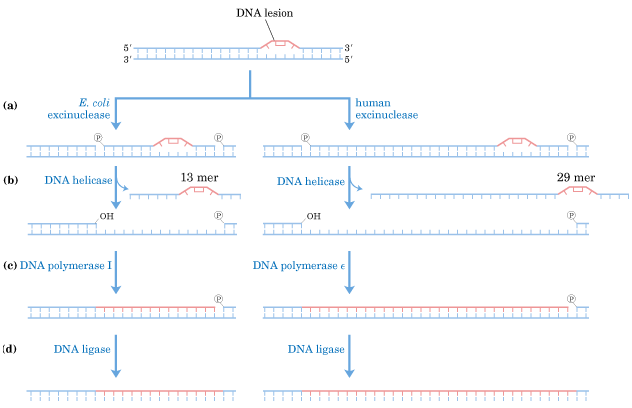 DNA lesion
5′ 3′
3′ 5′
(a)
E. coli
excinuclease
human
excinuclease
P P P P
(b)
DNA helicase
13 mer
DNA helicase
29 mer
OH P OH P
(c) DNA polymerase I
DNA polymerase ε
P P
(d) DNA ligase
DNA ligase